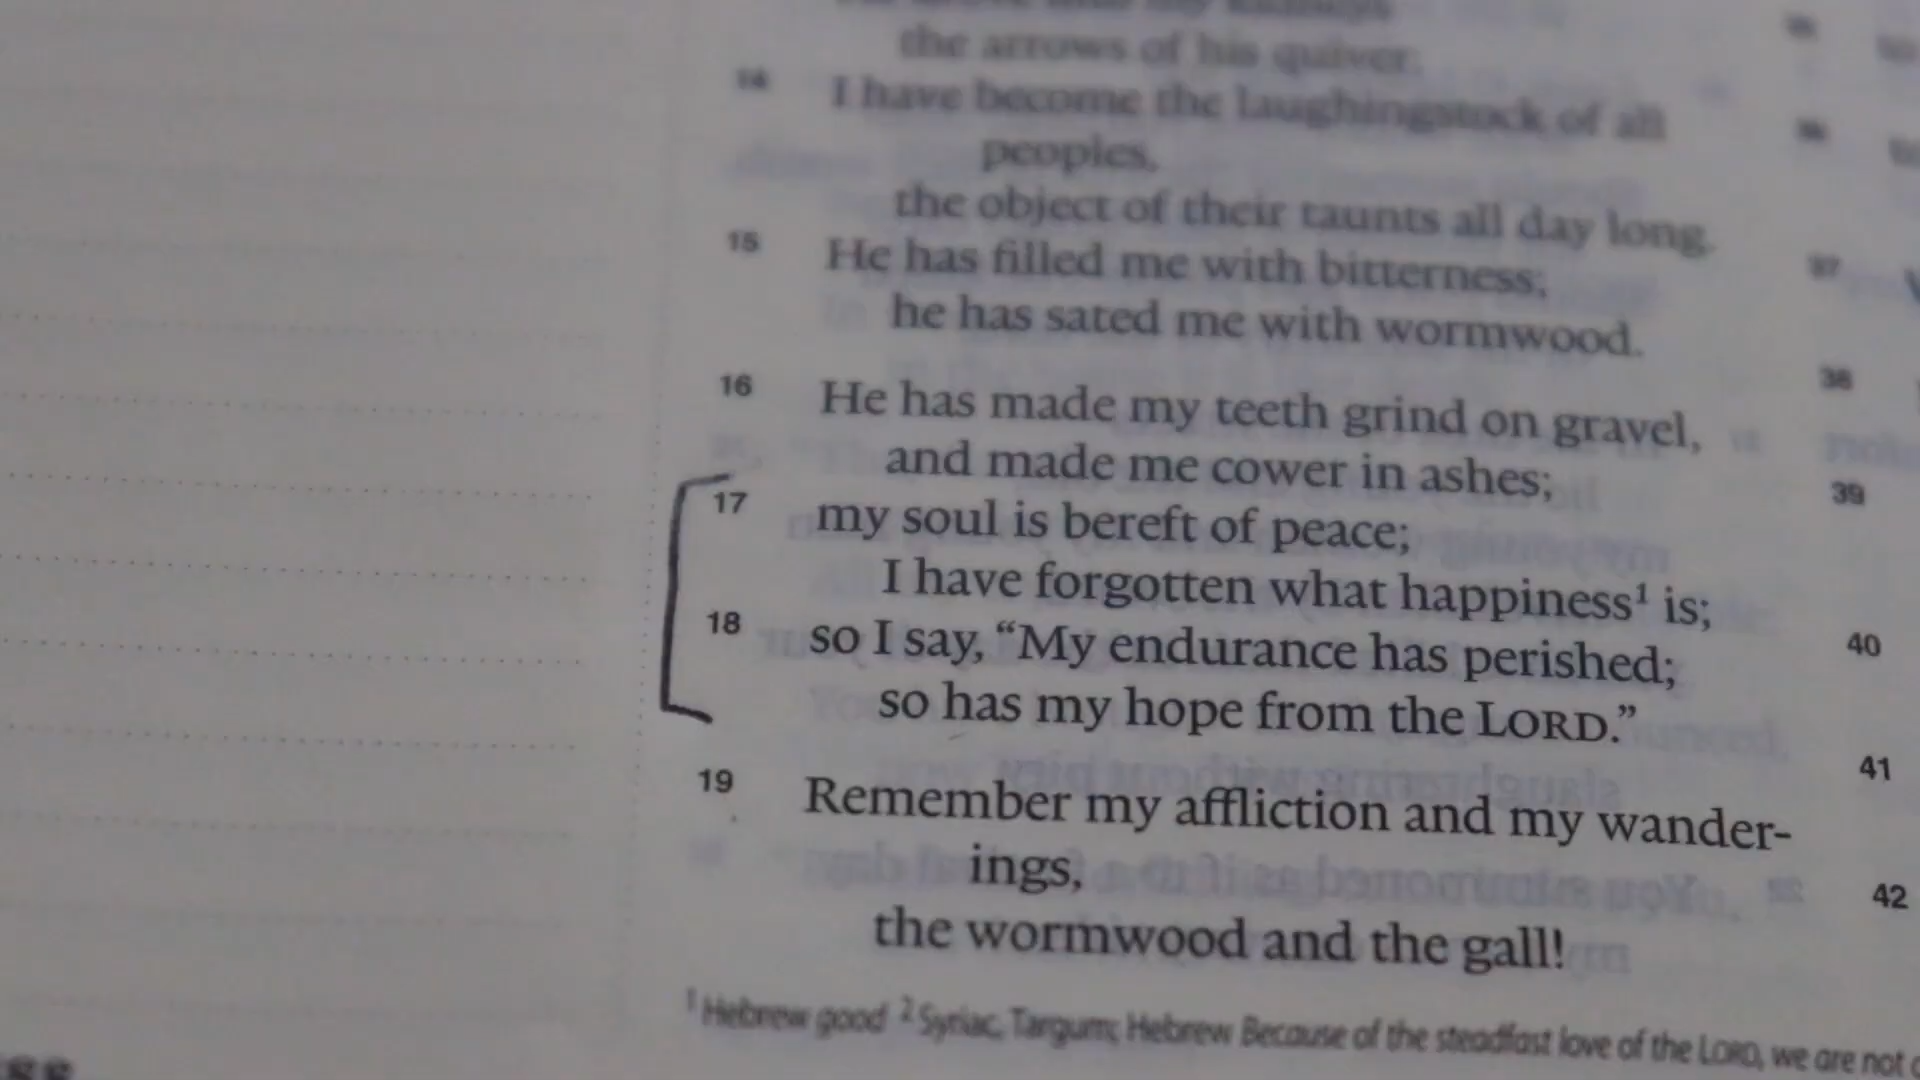 the arrows of his quiver;
14 I have become the laughingstock of all
peoples,
the object of their taunts all day long.
15 He has filled me with bitterness;
he has sated me with wormwood.
16 He has made my teeth grind on gravel,
and made me cower in ashes;
17 my soul is bereft of peace;
I have forgotten what happiness¹ is;
18 so I say, “My endurance has perished;
so has my hope from the LORD.”
19 Remember my affliction and my wander-
ings,
the wormwood and the gall!
¹ Hebrew good ² Syriac, Targum; Hebrew Because of the steadfast love of the LORD, we are not
37
38
39
40
41
42